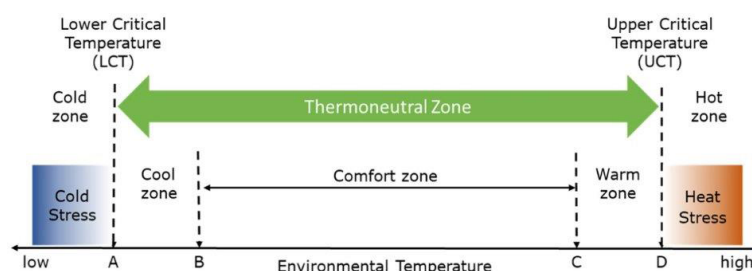 Lower Critical
Temperature
(LCT)
Upper Critical
Temperature
(UCT)
Cold
zone
Thermoneutral Zone
Hot
zone
Cold
Stress
Cool
zone
Comfort zone
Warm
zone
Heat
Stress
low A B Environmental Temperature C D high